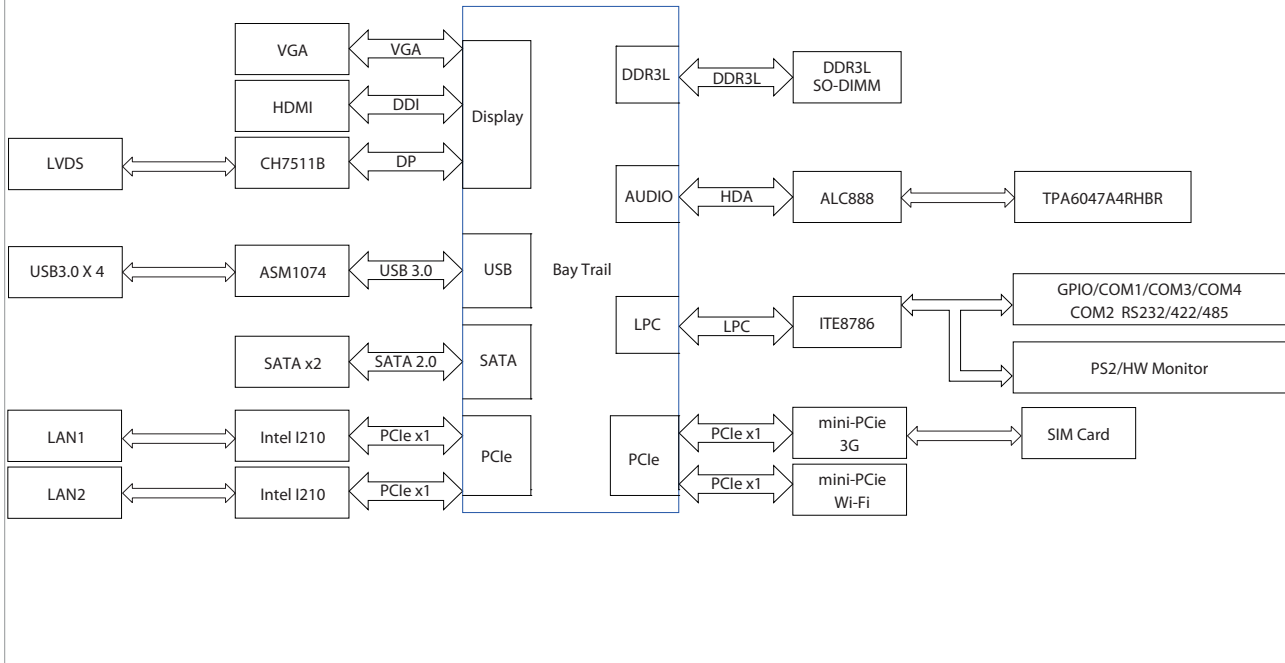 VGA
VGA
HDMI
DDI
Display
LVDS
CH7511B
DP
USB3.0 X 4
ASM1074
USB 3.0
USB
Bay Trail
SATA x2
SATA 2.0
SATA
LAN1
Intel I210
PCIe x1
PCIe
LAN2
Intel I210
PCIe x1
DDR3L
DDR3L
DDR3L
SO-DIMM
AUDIO
HDA
ALC888
TPA6047A4RHBR
LPC
LPC
ITE8786
GPIO/COM1/COM3/COM4
COM2 RS232/422/485
PS2/HW Monitor
PCIe
PCIe x1
mini-PCie
3G
SIM Card
PCIe x1
mini-PCie
Wi-Fi